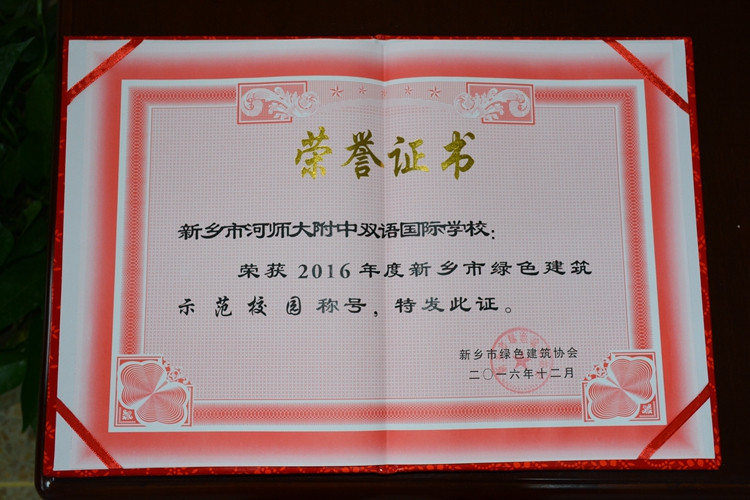 荣誉证书
新乡市河师大附中双语国际学校：
荣获2016年度新乡市绿色建筑
示范校园称号，特发此证。
新乡市绿色建筑协会
二〇一六年十二月